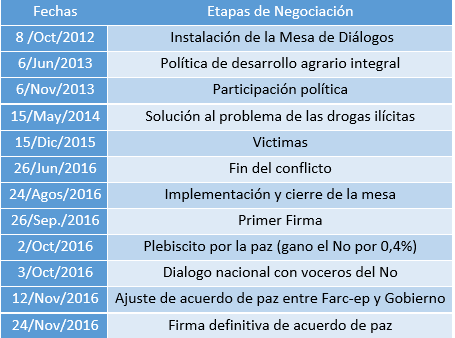 Fechas Etapas de Negociación
8 /Oct/2012 Instalación de la Mesa de Diálogos
6/Jun/2013 Política de desarrollo agrario integral
6/Nov/2013 Participación política
15/May/2014 Solución al problema de las drogas ilícitas
15/Dic/2015 Victimas
26/Jun/2016 Fin del conflicto
24/Agos/2016 Implementación y cierre de la mesa
26/Sep./2016 Primer Firma
2/Oct/2016 Plebiscito por la paz (gano el No por 0,4%)
3/Oct/2016 Dialogo nacional con voceros del No
12/Nov/2016 Ajuste de acuerdo de paz entre Farc-ep y Gobierno
24/Nov/2016 Firma definitiva de acuerdo de paz